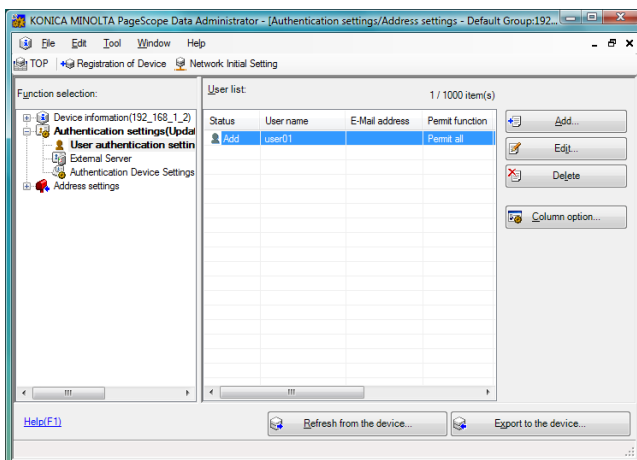 KONICA MINOLTA PageScope Data Administrator - [Authentication settings/Address settings - Default Group:192...
File Edit Tool Window Help
TOP Registration of Device Network Initial Setting
Function selection:
Device information(192_168_1_2)
Authentication settings(Updat
User authentication settin
External Server
Authentication Device Settings
Address settings
User list:
1 / 1000 item(s)
Status User name E-Mail address Permit function
Add user01 Permit all
Add...
Edit...
Delete
Column option...
Help(F1)
Refresh from the device...
Export to the device...